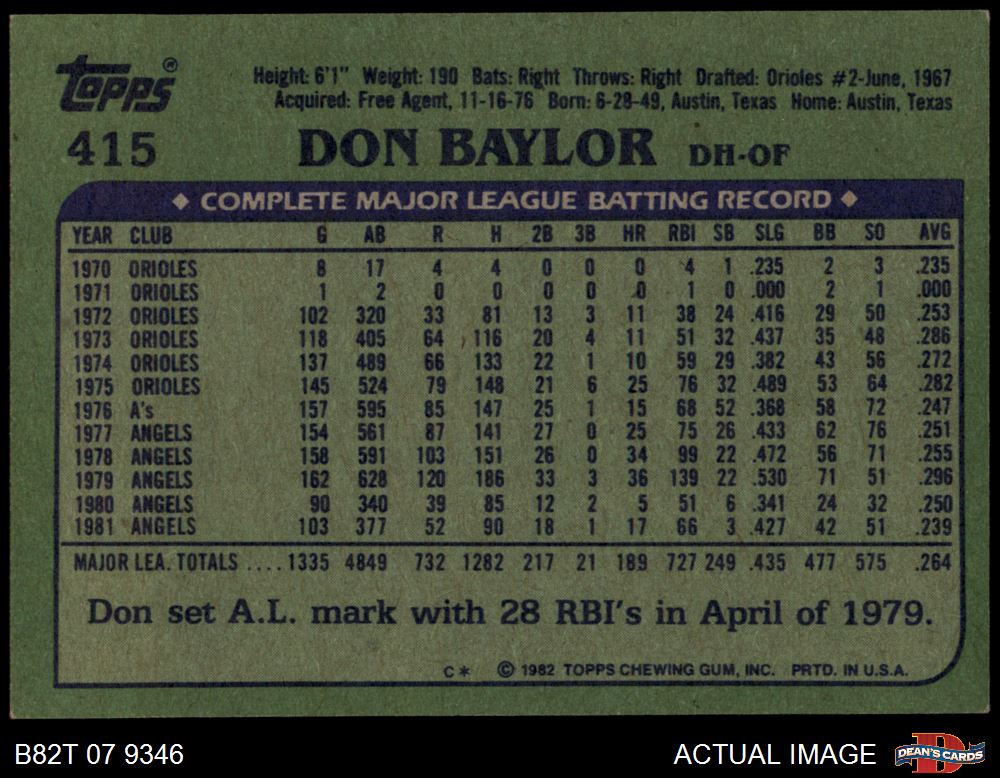 Topps®
Height: 6'1" Weight: 190 Bats: Right Throws: Right Drafted: Orioles #2-June, 1967
Acquired: Free Agent, 11-16-76 Born: 6-28-49, Austin, Texas Home: Austin, Texas
415 DON BAYLOR DH-OF
◆ COMPLETE MAJOR LEAGUE BATTING RECORD ◆
YEAR CLUB G AB R H 2B 3B HR RBI SB SLG BB SO AVG
1970 ORIOLES 8 17 4 4 0 0 0 4 1 .235 2 3 .235
1971 ORIOLES 1 2 0 0 0 0 .0 1 0 .000 2 1 .000
1972 ORIOLES 102 320 33 81 13 3 11 38 24 .416 29 50 .253
1973 ORIOLES 118 405 64 116 20 4 11 51 32 .437 35 48 .286
1974 ORIOLES 137 489 66 133 22 1 10 59 29 .382 43 56 .272
1975 ORIOLES 145 524 79 148 21 6 25 76 32 .489 53 64 .282
1976 A's 157 595 85 147 25 1 15 68 52 .368 58 72 .247
1977 ANGELS 154 561 87 141 27 0 25 75 26 .433 62 76 .251
1978 ANGELS 158 591 103 151 26 0 34 99 22 .472 56 71 .255
1979 ANGELS 162 628 120 186 33 3 36 139 22 .530 71 51 .296
1980 ANGELS 90 340 39 85 12 2 5 51 6 .341 24 32 .250
1981 ANGELS 103 377 52 90 18 1 17 66 3 .427 42 51 .239
MAJOR LEA. TOTALS .... 1335 4849 732 1282 217 21 189 727 249 .435 477 575 .264
Don set A.L. mark with 28 RBI's in April of 1979.
C* © 1982 TOPPS CHEWING GUM, INC. PRTD. IN U.S.A.
B82T 07 9346 ACTUAL IMAGE DEAN'S CARDS